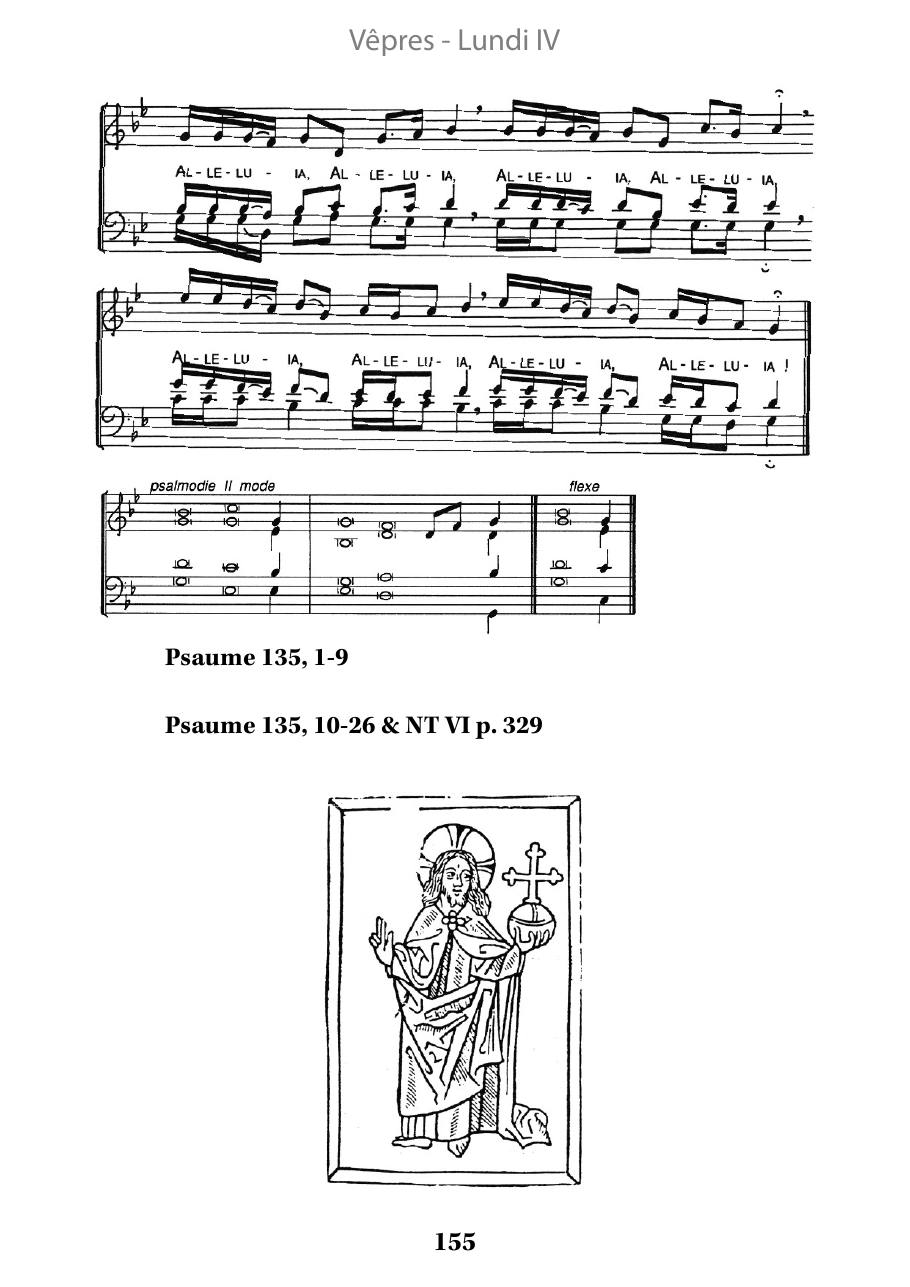 Vêpres - Lundi IV
AL-LE-LU - IA, AL-LE-LU-IA, AL-LE-LU - IA, AL-LE-LU-IA,
AL-LE-LU - IA, AL-LE-LU-IA, AL-LE-LU - IA, AL-LE-LU-IA !
psalmodie II mode flexe
Psaume 135, 1-9
Psaume 135, 10-26 & NT VI p. 329
155